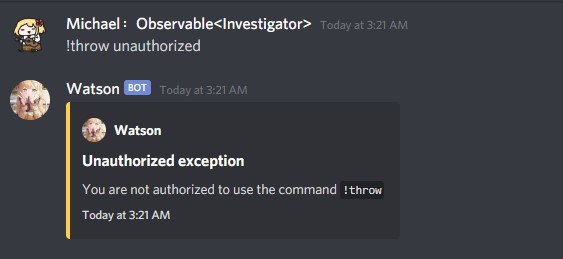 Michael: Observable<Investigator> Today at 3:21 AM
!throw unauthorized
Watson BOT Today at 3:21 AM
Watson
Unauthorized exception
You are not authorized to use the command !throw
Today at 3:21 AM